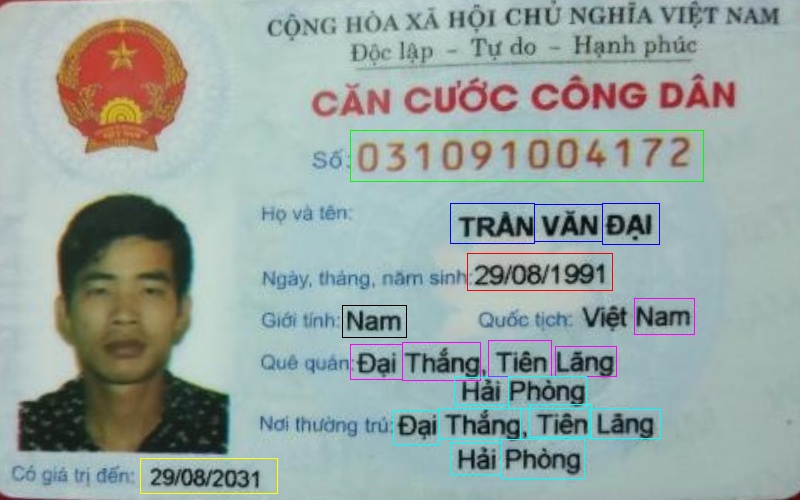 CỘNG HÒA XÃ HỘI CHỦ NGHĨA VIỆT NAM
Độc lập - Tự do - Hạnh phúc
CĂN CƯỚC CÔNG DÂN
Số: 031091004172
Họ và tên:
TRẦN VĂN ĐẠI
Ngày, tháng, năm sinh: 29/08/1991
Giới tính: Nam Quốc tịch: Việt Nam
Quê quán: Đại Thắng, Tiên Lãng
Hải Phòng
Nơi thường trú: Đại Thắng, Tiên Lãng
Hải Phòng
Có giá trị đến: 29/08/2031